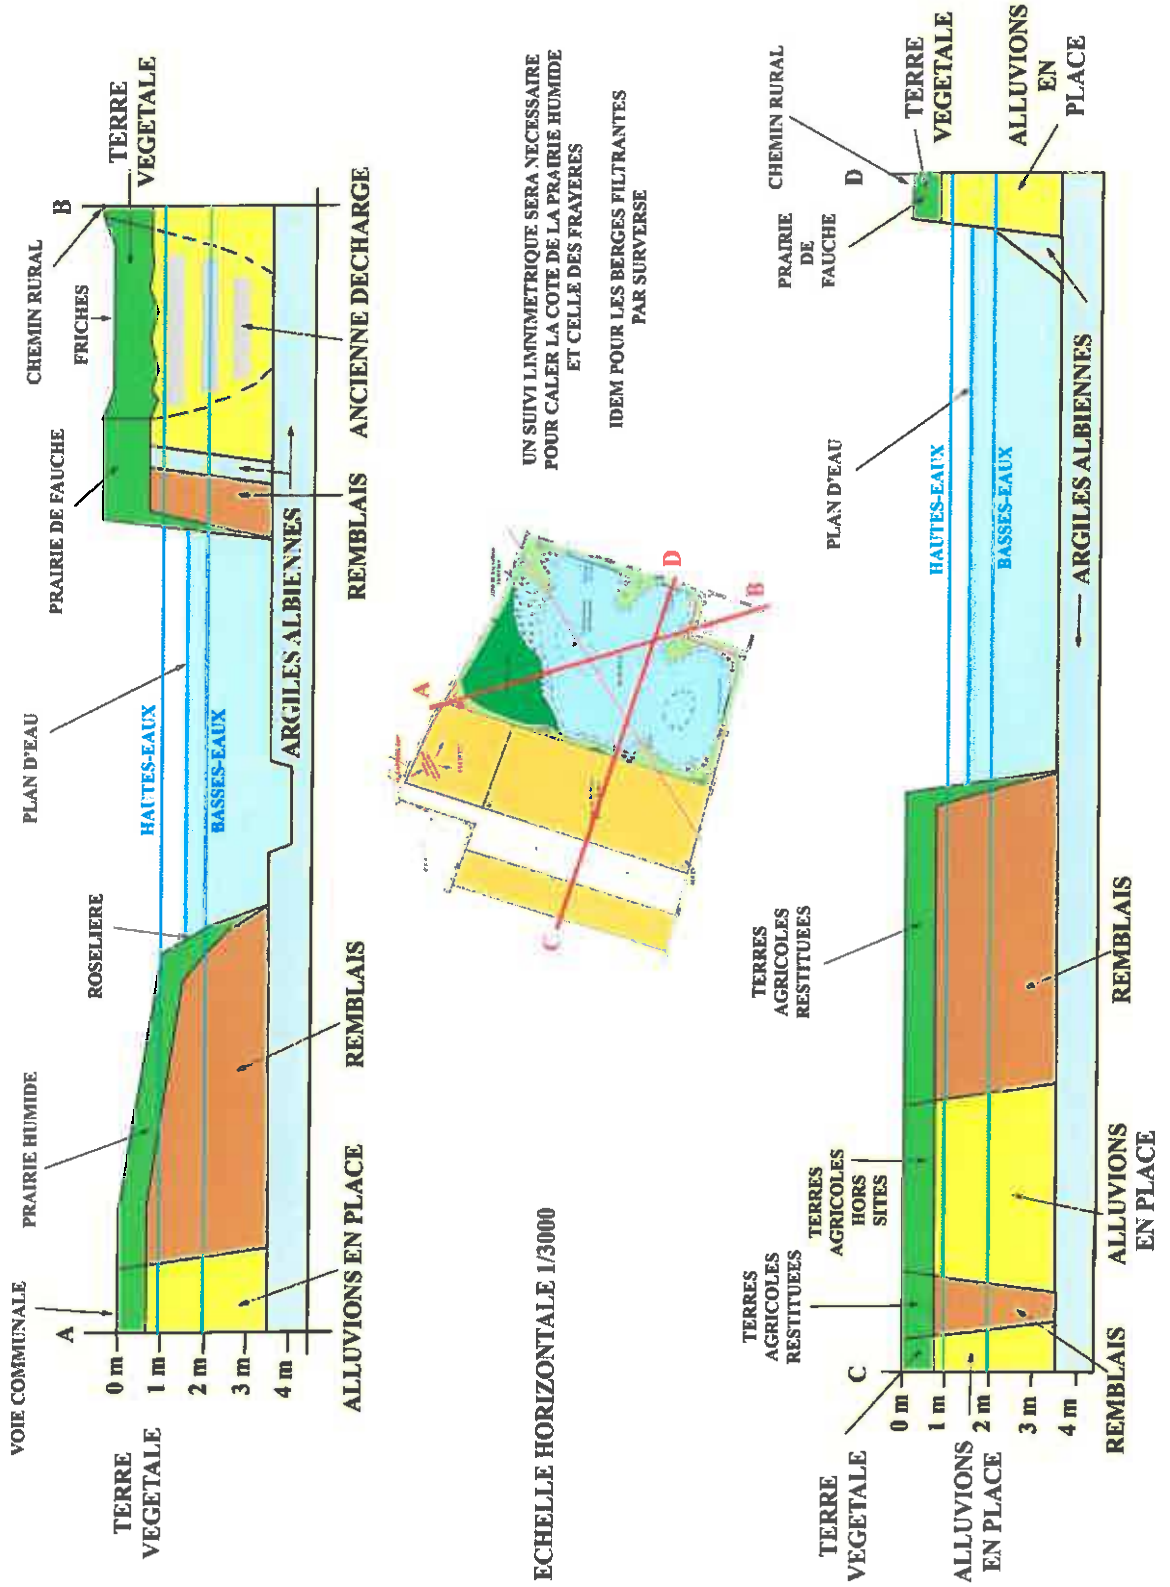 VOIE COMMUNALE
PRAIRIE HUMIDE
ROSELIERE
PLAN D'EAU
PRAIRIE DE FAUCHE
CHEMIN RURAL
FRICHES
TERRE
VEGETALE
A
B
0 m
1 m
2 m
3 m
4 m
HAUTES-EAUX
BASSES-EAUX
TERRE
VEGETALE
ALLUVIONS EN PLACE
REMBLAIS
ARGILES ALBIENNES
REMBLAIS
ANCIENNE DECHARGE
ECHELLE HORIZONTALE 1/3000
A
B
C
D
UN SUIVI LIMNIMETRIQUE SERA NECESSAIRE
POUR CALER LA COTE DE LA PRAIRIE HUMIDE
ET CELLE DES FRAYERES
IDEM POUR LES BERGES FILTRANTES
PAR SURVERSE
TERRES
AGRICOLES
RESTITUEES
TERRES
AGRICOLES
HORS
SITES
TERRES
AGRICOLES
RESTITUEES
PLAN D'EAU
PRAIRIE
DE
FAUCHE
CHEMIN RURAL
TERRE
VEGETALE
ALLUVIONS
EN
PLACE
C
D
0 m
1 m
2 m
3 m
4 m
HAUTES-EAUX
BASSES-EAUX
TERRE
VEGETALE
ALLUVIONS
EN PLACE
REMBLAIS
ALLUVIONS
EN PLACE
REMBLAIS
ARGILES ALBIENNES